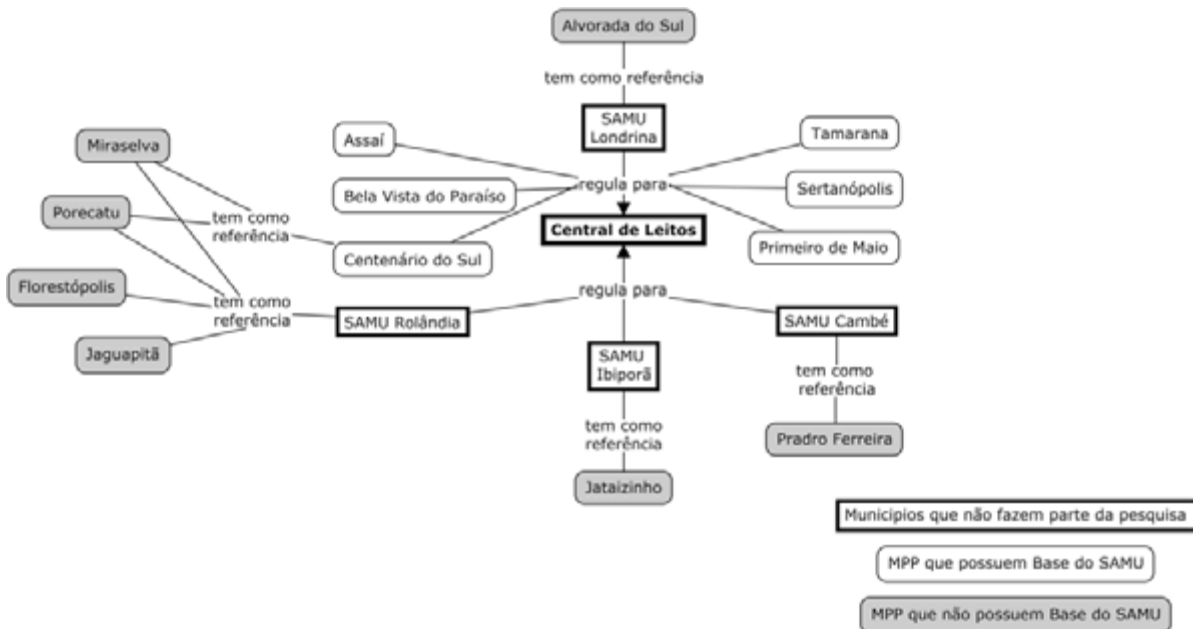 Alvorada do Sul
tem como referência
SAMU
Londrina
Assaí
Tamarana
Miraselva
regula para
Bela Vista do Paraíso
Sertanópolis
Porecatu
tem como
referência
Central de Leitos
Centenário do Sul
Primeiro de Maio
Florestópolis
regula para
tem como
referência
SAMU Rolândia
SAMU Cambé
Jaguapitã
SAMU
Ibiporã
tem como
referência
tem como
referência
Pradro Ferreira
Jataizinho
Municipios que não fazem parte da pesquisa
MPP que possuem Base do SAMU
MPP que não possuem Base do SAMU